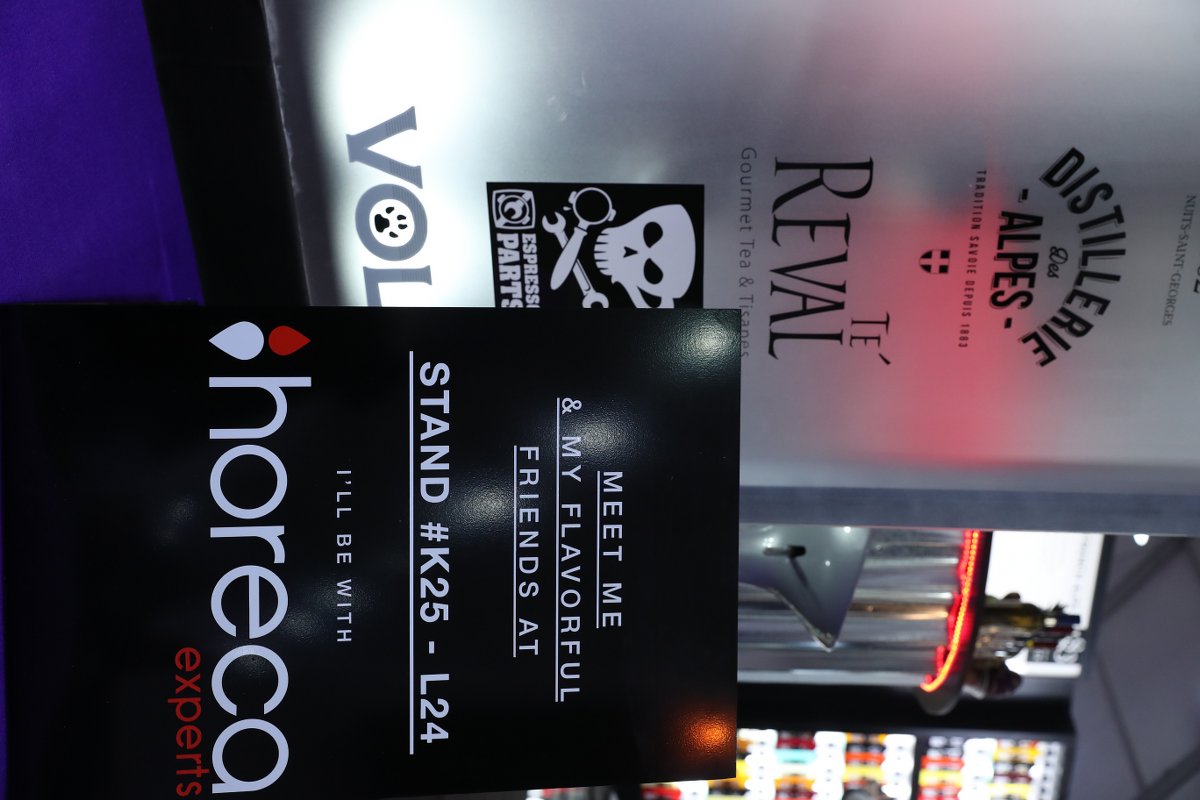 NUITS-SAINT-GEORGES
DISTILLERIE
Des
- ALPES -
TRADITION SAVOIE DEPUIS 1883
TÉ
REVAL
Gourmet Tea & Tisanes
ESPRESSO
PARTS
VOL
MEET ME
& MY FLAVORFUL
FRIENDS AT
STAND #K25 - L24
I'LL BE WITH
horeca
experts